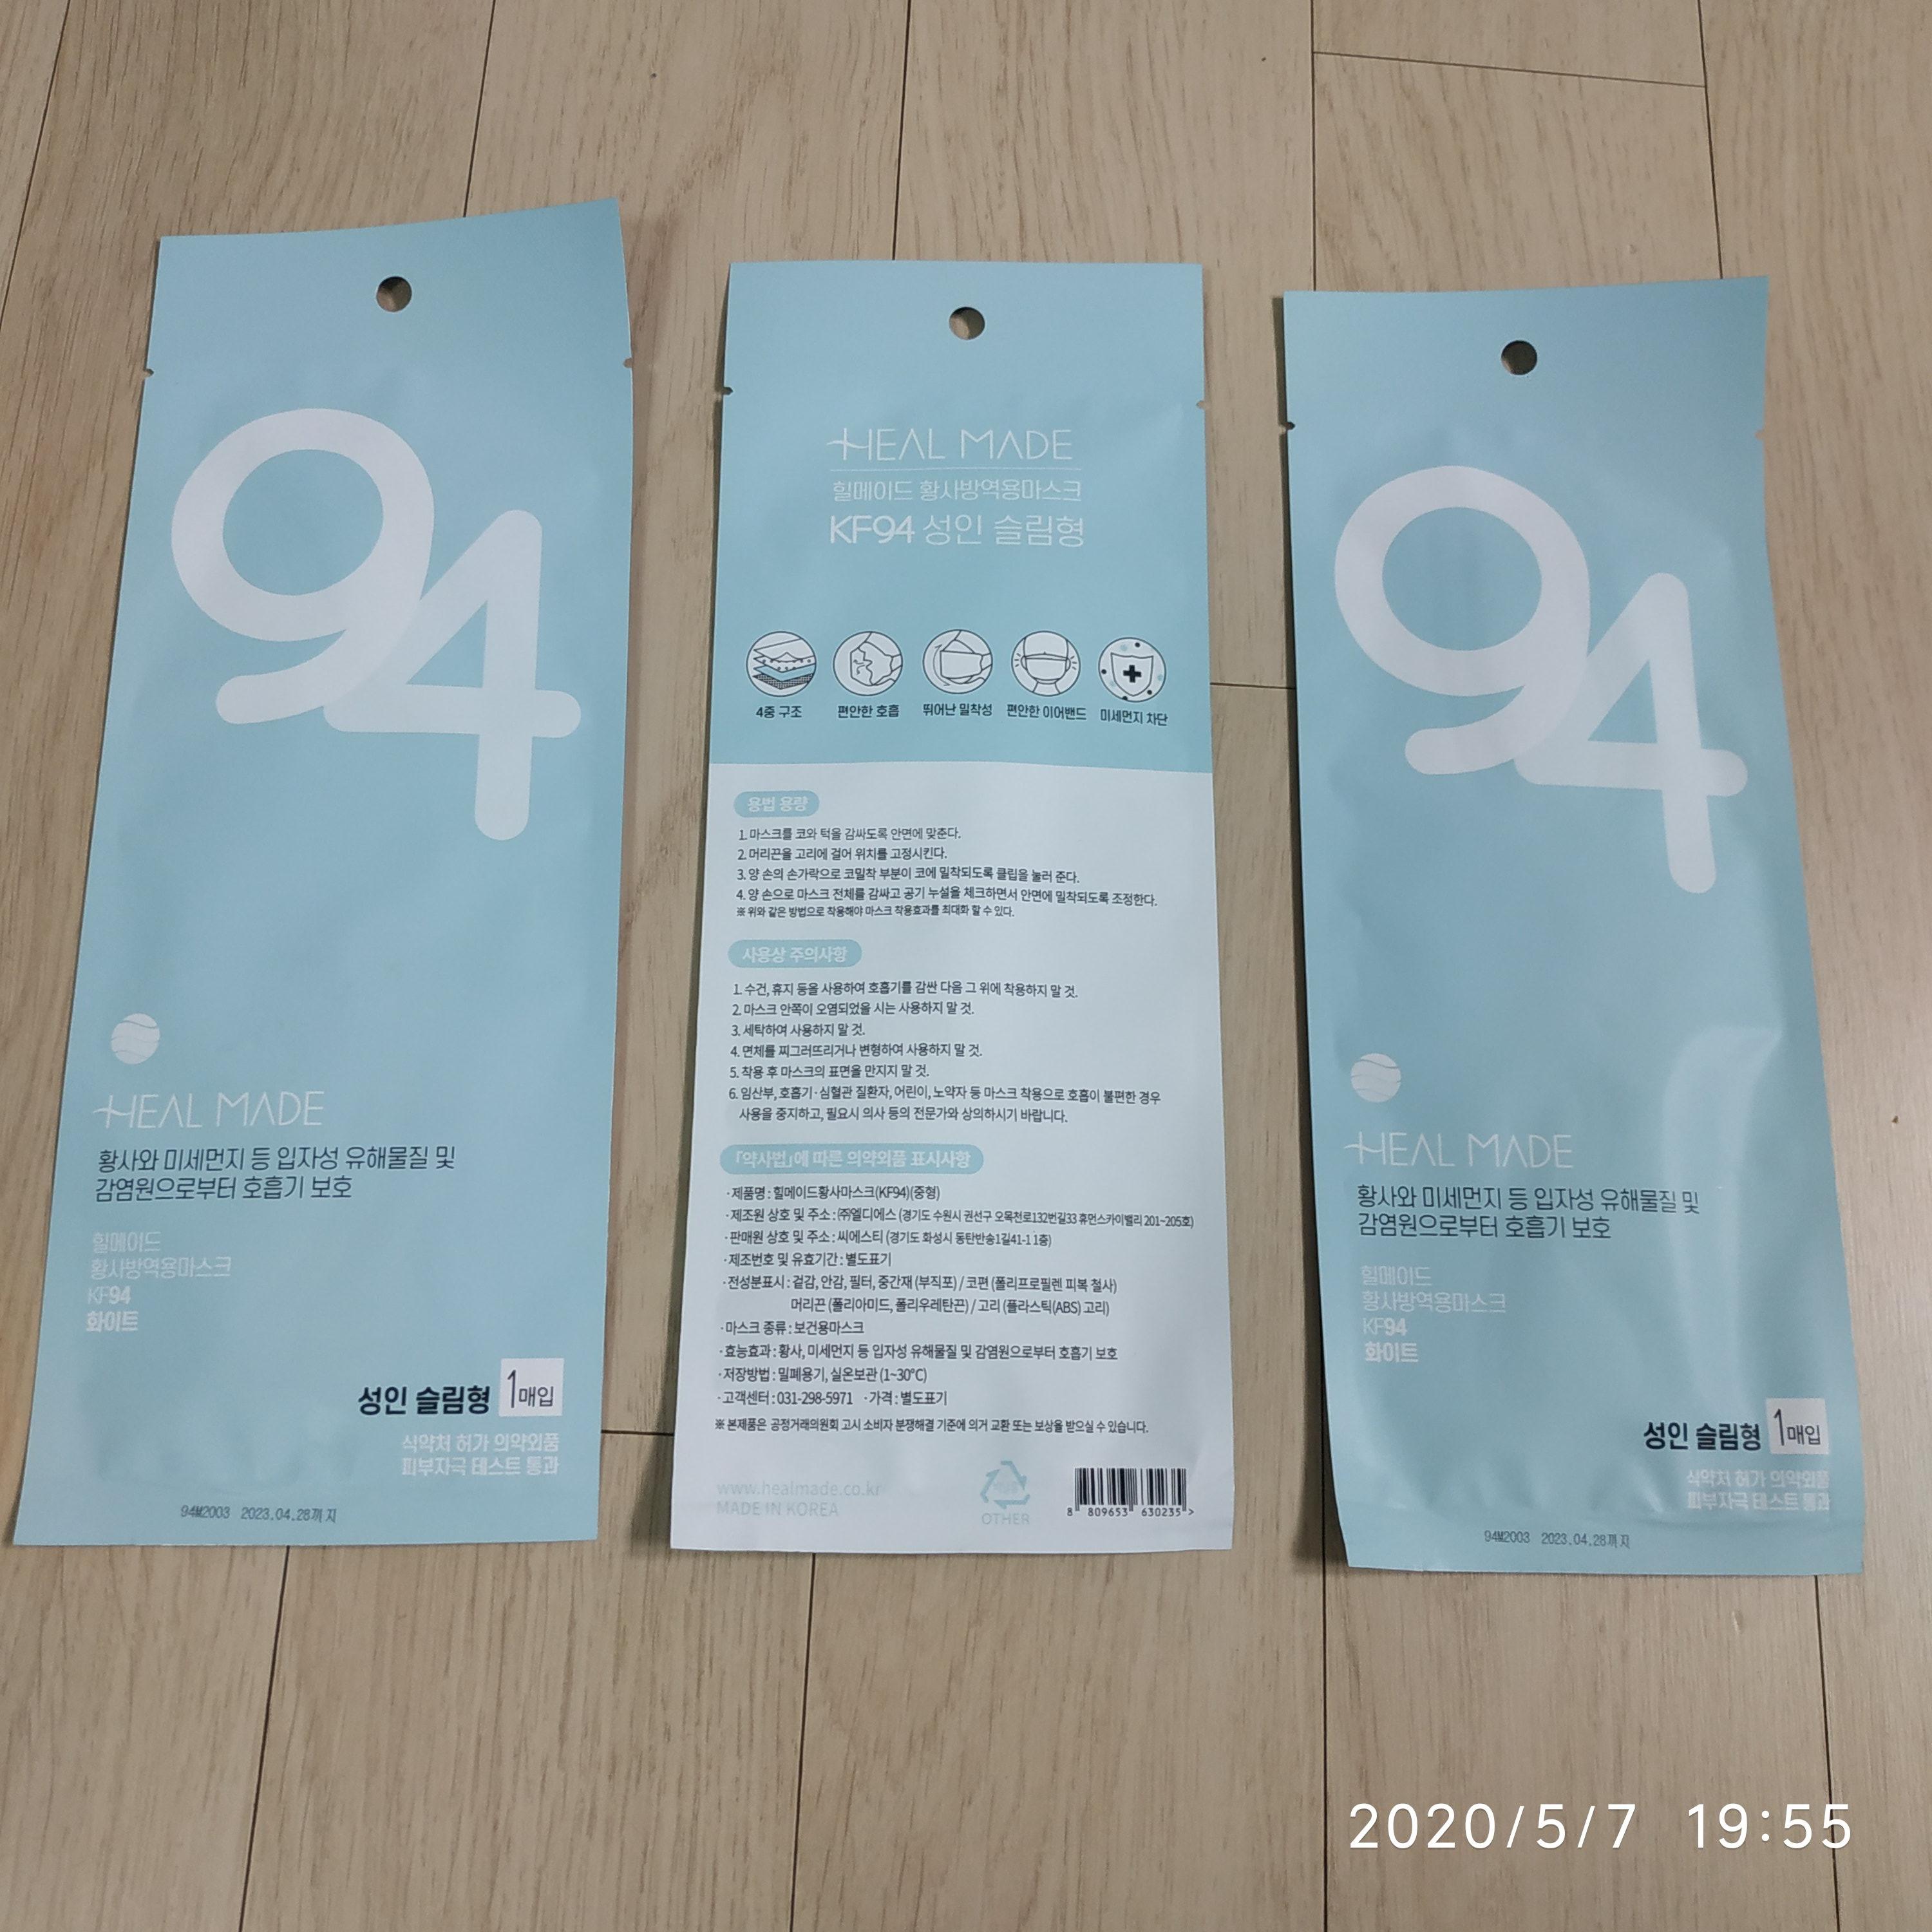 94
HEAL MADE
황사와 미세먼지 등 입자성 유해물질 및
감염원으로부터 호흡기 보호
힐메이드
황사방역용마스크
KF94
화이트
성인 슬림형 1매입
식약처 허가 의약외품
피부자극 테스트 통과
94M2003 2023.04.28까지
HEAL MADE
힐메이드 황사방역용마스크
KF94 성인 슬림형
4중 구조 편안한 호흡 뛰어난 밀착성 편안한 이어밴드 미세먼지 차단
용법 용량
1. 마스크를 코와 턱을 감싸도록 안면에 맞춘다.
2. 머리끈을 고리에 걸어 위치를 고정시킨다.
3. 양 손의 손가락으로 코밀착 부분이 코에 밀착되도록 클립을 눌러 준다.
4. 양 손으로 마스크 전체를 감싸고 공기 누설을 체크하면서 안면에 밀착되도록 조정한다.
※ 위와 같은 방법으로 착용해야 마스크 착용효과를 최대화 할 수 있다.
사용상 주의사항
1. 수건, 휴지 등을 사용하여 호흡기를 감싼 다음 그 위에 착용하지 말 것.
2. 마스크 안쪽이 오염되었을 시는 사용하지 말 것.
3. 세탁하여 사용하지 말 것.
4. 면체를 찌그러뜨리거나 변형하여 사용하지 말 것.
5. 착용 후 마스크의 표면을 만지지 말 것.
6. 임산부, 호흡기·심혈관 질환자, 어린이, 노약자 등 마스크 착용으로 호흡이 불편한 경우
사용을 중지하고, 필요시 의사 등의 전문가와 상의하시기 바랍니다.
「약사법」에 따른 의약외품 표시사항
·제품명 : 힐메이드황사마스크(KF94)(중형)
·제조원 상호 및 주소 : ㈜엘디에스 (경기도 수원시 권선구 오목천로132번길33 휴먼스카이밸리 201~205호)
·판매원 상호 및 주소 : 씨에스티 (경기도 화성시 동탄반송1길41-1 1층)
·제조번호 및 유효기간 : 별도표기
·전성분표시 : 겉감, 안감, 필터, 중간재 (부직포) / 코편 (폴리프로필렌 피복 철사)
머리끈 (폴리아미드, 폴리우레탄끈) / 고리 (플라스틱(ABS) 고리)
·마스크 종류 : 보건용마스크
·효능효과 : 황사, 미세먼지 등 입자성 유해물질 및 감염원으로부터 호흡기 보호
·저장방법 : 밀폐용기, 실온보관 (1~30°C)
·고객센터 : 031-298-5971 ·가격 : 별도표기
※ 본제품은 공정거래의원회 고시 소비자 분쟁해결 기준에 의거 교환 또는 보상을 받으실 수 있습니다.
www.healmade.co.kr
MADE IN KOREA
OTHER
8 809653 630235 >
94
HEAL MADE
황사와 미세먼지 등 입자성 유해물질 및
감염원으로부터 호흡기 보호
힐메이드
황사방역용마스크
KF94
화이트
성인 슬림형 1매입
식약처 허가 의약외품
피부자극 테스트 통과
94M2003 2023.04.28까지
2020/5/7 19:55